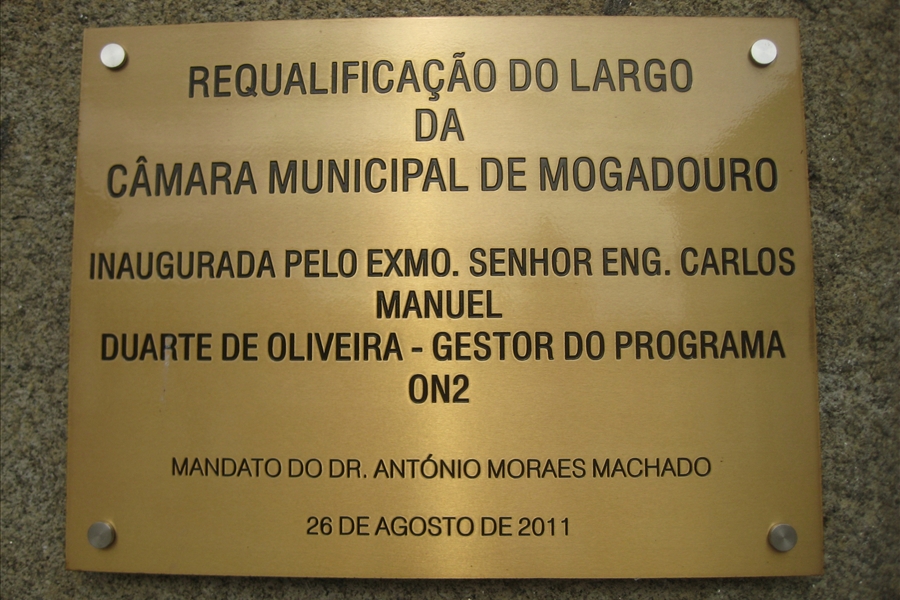 REQUALIFICAÇÃO DO LARGO
DA
CÂMARA MUNICIPAL DE MOGADOURO
INAUGURADA PELO EXMO. SENHOR ENG. CARLOS
MANUEL
DUARTE DE OLIVEIRA - GESTOR DO PROGRAMA
ON2
MANDATO DO DR. ANTÓNIO MORAES MACHADO
26 DE AGOSTO DE 2011